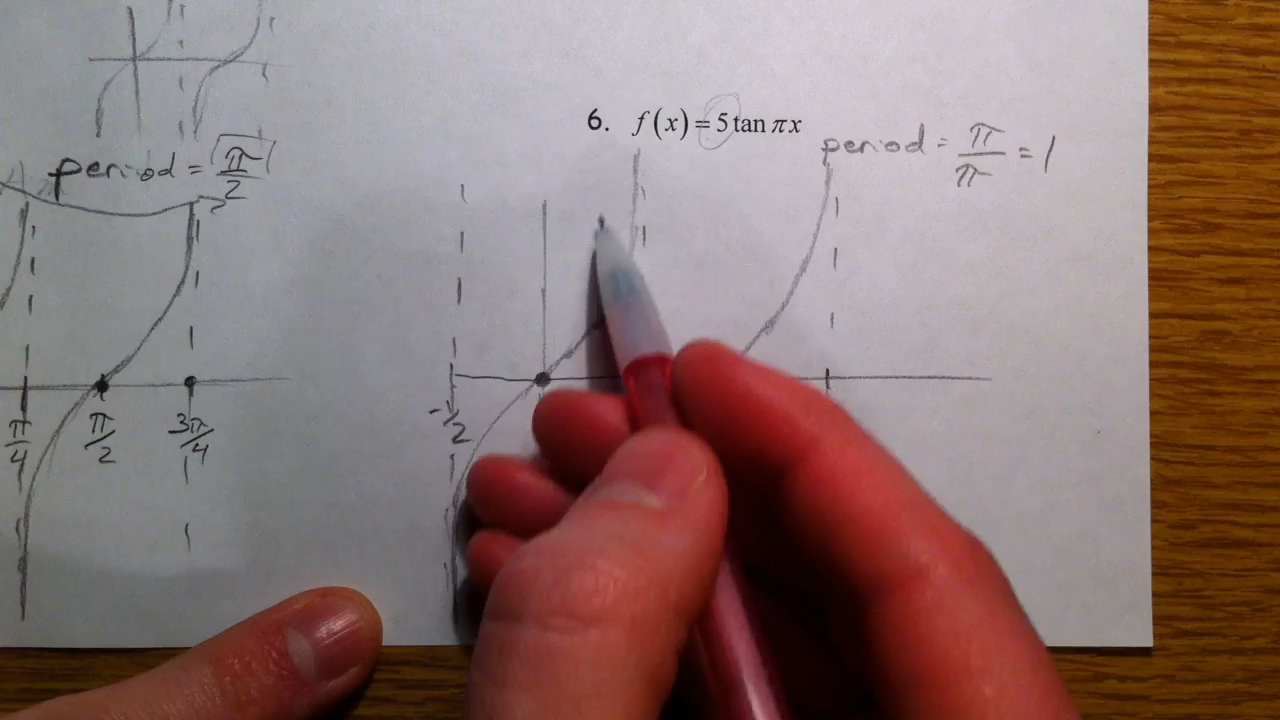 6. f(x) = 5 tan πx
period = π/π = 1
period = π/2
π/4 π/2 3π/4
-1/2